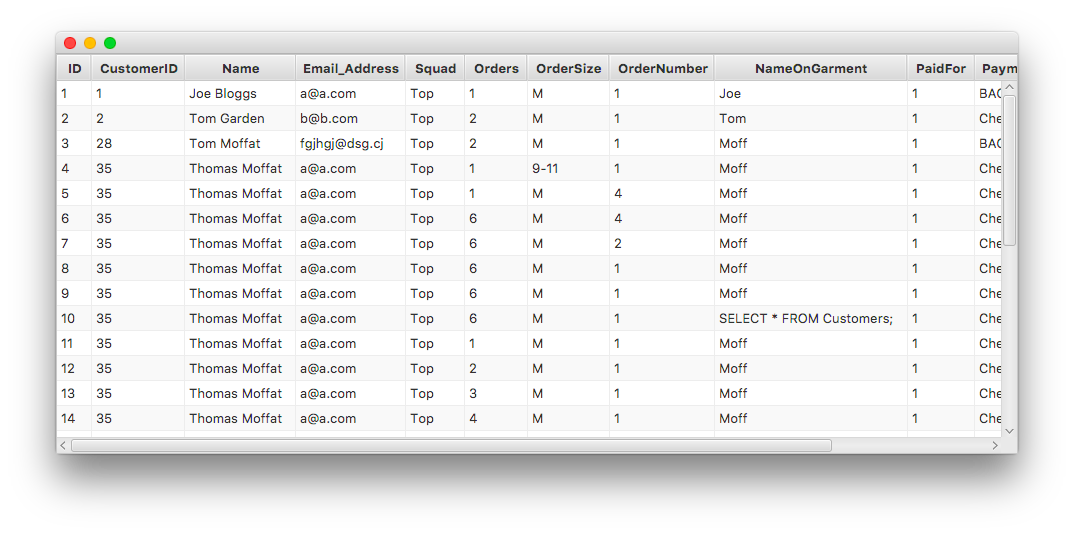 ID CustomerID Name Email_Address Squad Orders OrderSize OrderNumber NameOnGarment PaidFor Paym
1 1 Joe Bloggs a@a.com Top 1 M 1 Joe 1 BAC
2 2 Tom Garden b@b.com Top 2 M 1 Tom 1 Che
3 28 Tom Moffat fgjhgj@dsg.cj Top 2 M 1 Moff 1 BAC
4 35 Thomas Moffat a@a.com Top 1 9-11 1 Moff 1 Che
5 35 Thomas Moffat a@a.com Top 1 M 4 Moff 1 Che
6 35 Thomas Moffat a@a.com Top 6 M 4 Moff 1 Che
7 35 Thomas Moffat a@a.com Top 6 M 2 Moff 1 Che
8 35 Thomas Moffat a@a.com Top 6 M 1 Moff 1 Che
9 35 Thomas Moffat a@a.com Top 6 M 1 Moff 1 Che
10 35 Thomas Moffat a@a.com Top 6 M 1 SELECT * FROM Customers; 1 Che
11 35 Thomas Moffat a@a.com Top 1 M 1 Moff 1 Che
12 35 Thomas Moffat a@a.com Top 2 M 1 Moff 1 Che
13 35 Thomas Moffat a@a.com Top 3 M 1 Moff 1 Che
14 35 Thomas Moffat a@a.com Top 4 M 1 Moff 1 Che